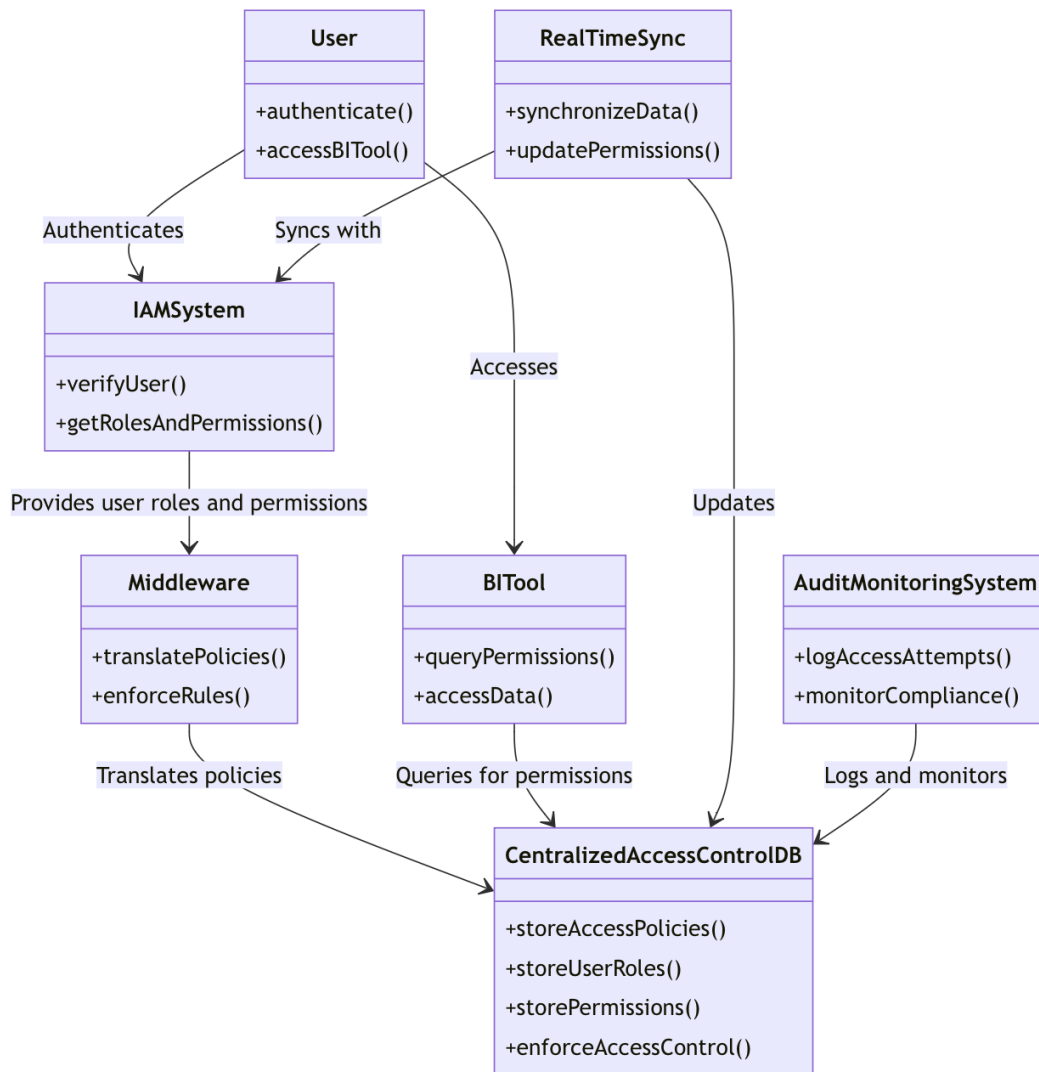 User
+authenticate()
+accessBITool()
RealTimeSync
+synchronizeData()
+updatePermissions()
Authenticates
Syncs with
IAMSystem
+verifyUser()
+getRolesAndPermissions()
Accesses
Provides user roles and permissions
Updates
Middleware
+translatePolicies()
+enforceRules()
BITool
+queryPermissions()
+accessData()
AuditMonitoringSystem
+logAccessAttempts()
+monitorCompliance()
Translates policies
Queries for permissions
Logs and monitors
CentralizedAccessControlDB
+storeAccessPolicies()
+storeUserRoles()
+storePermissions()
+enforceAccessControl()